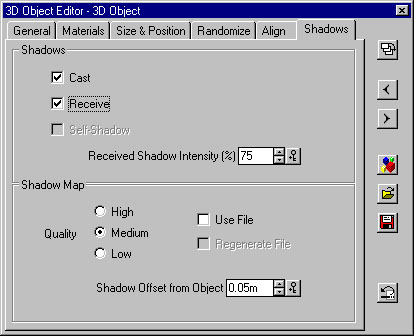 3D Object Editor - 3D Object
General Materials Size & Position Randomize Align Shadows
Shadows
Cast
Receive
Self-Shadow
Received Shadow Intensity (%) 75
Shadow Map
High
Quality Medium
Low
Use File
Regenerate File
Shadow Offset from Object 0.05m